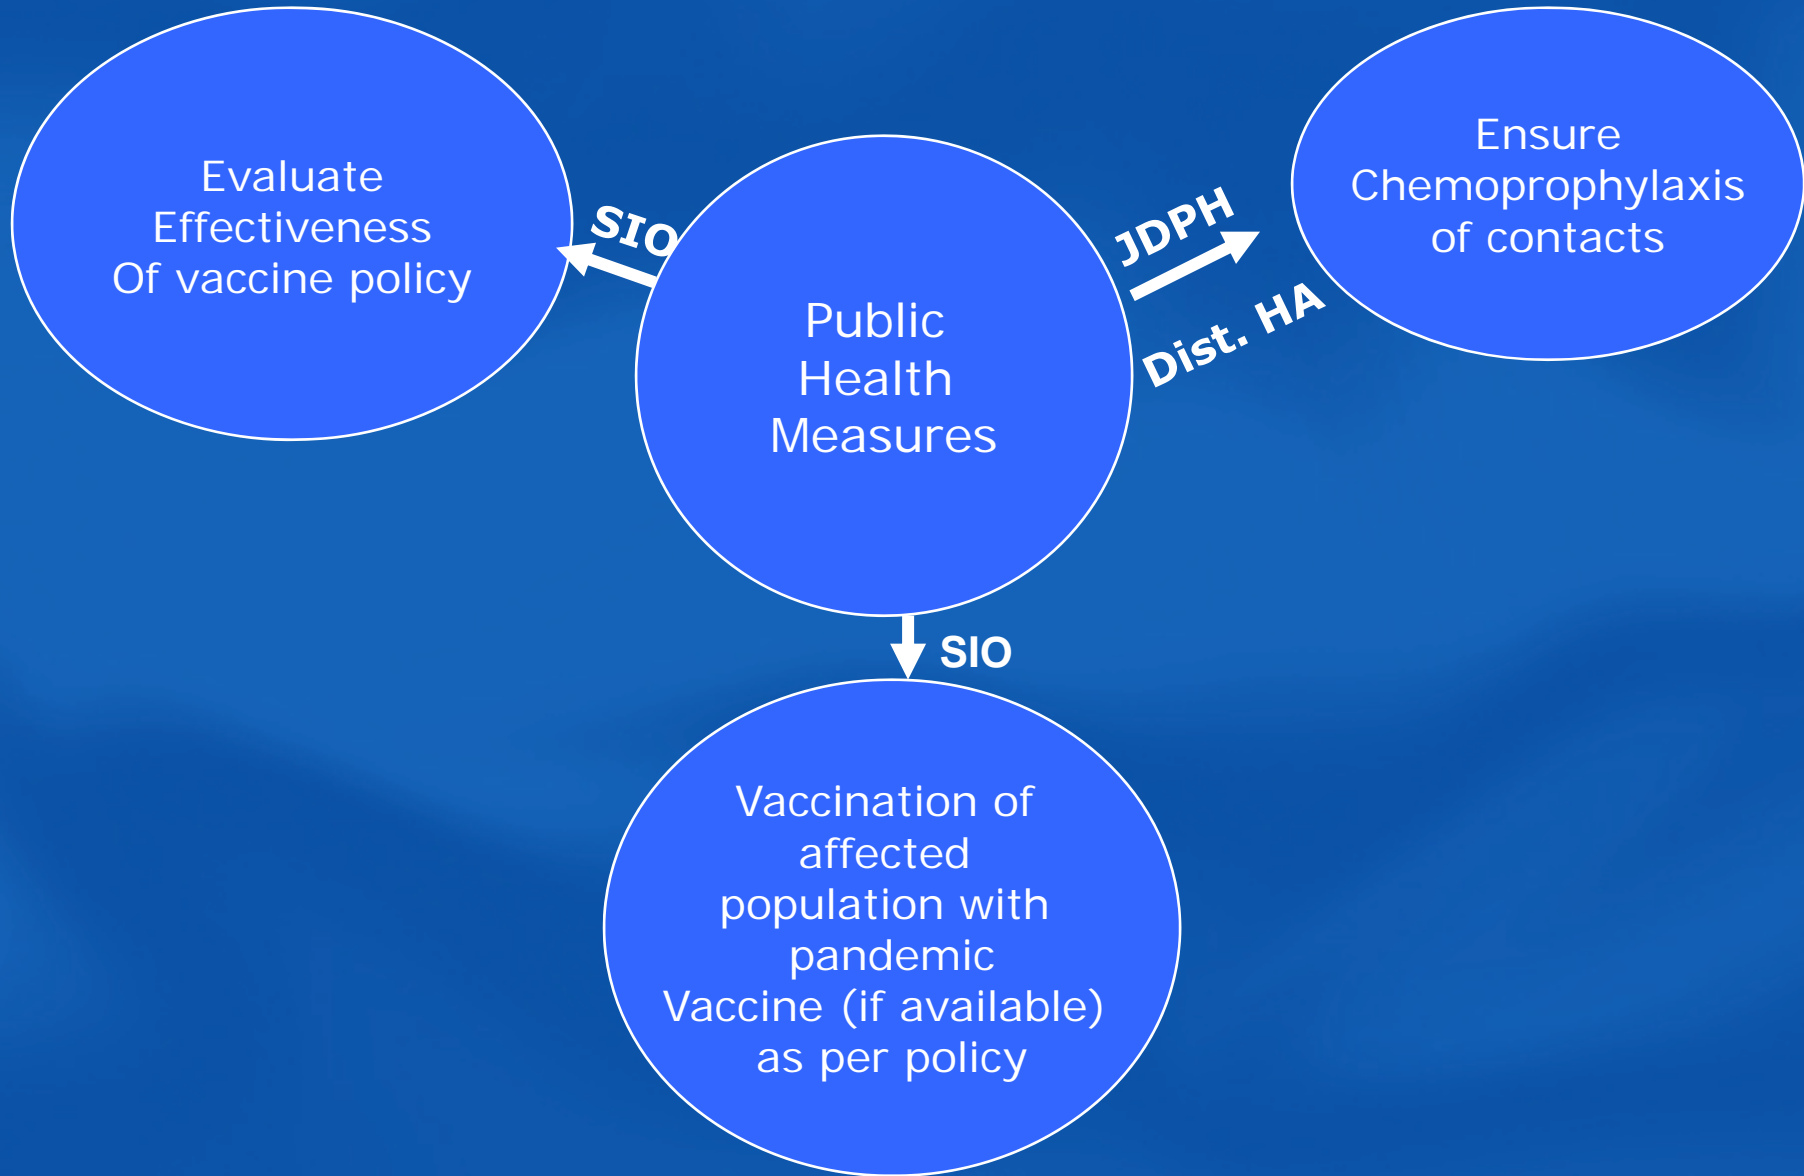 Evaluate
Effectiveness
Of vaccine policy
SIO
Public
Health
Measures
JDPH
Dist. HA
Ensure
Chemoprophylaxis
of contacts
SIO
Vaccination of
affected
population with
pandemic
Vaccine (if available)
as per policy